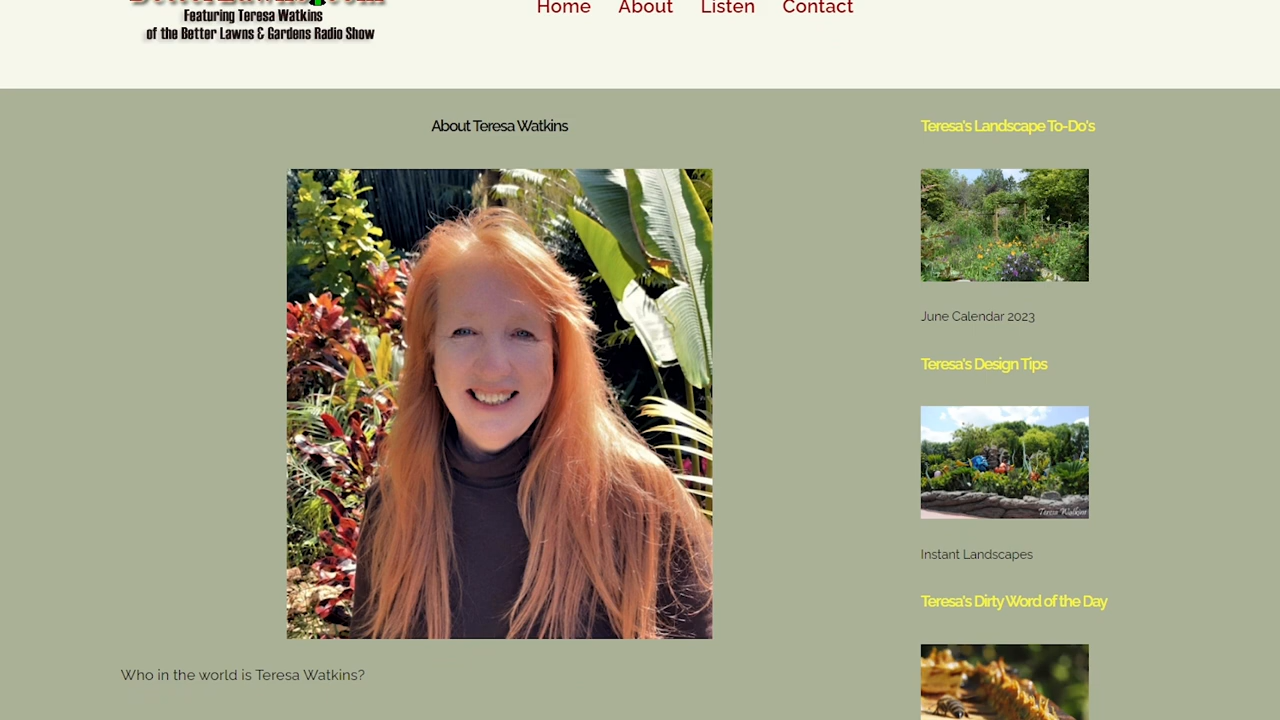 Featuring Teresa Watkins
of the Better Lawns & Gardens Radio Show
Home About Listen Contact
About Teresa Watkins
Who in the world is Teresa Watkins?
Teresa's Landscape To-Do's
June Calendar 2023
Teresa's Design Tips
Teresa Watkins
Instant Landscapes
Teresa's Dirty Word of the Day